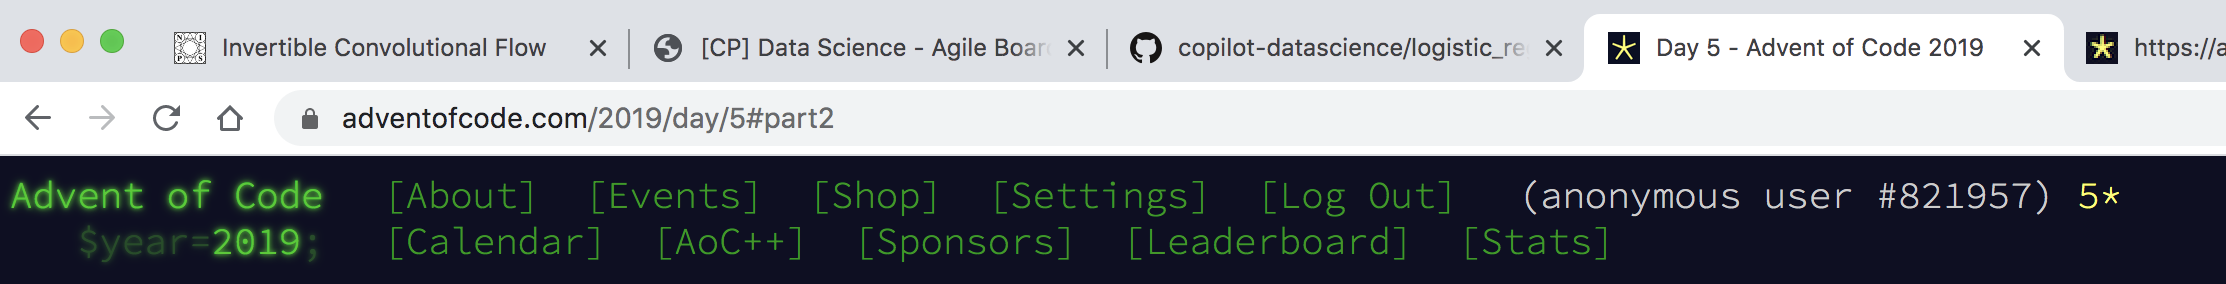 Invertible Convolutional Flow
[CP] Data Science - Agile Boar
copilot-datascience/logistic_re
Day 5 - Advent of Code 2019
https://a
adventofcode.com/2019/day/5#part2
Advent of Code [About] [Events] [Shop] [Settings] [Log Out] (anonymous user #821957) 5*
$year=2019; [Calendar] [AoC++] [Sponsors] [Leaderboard] [Stats]